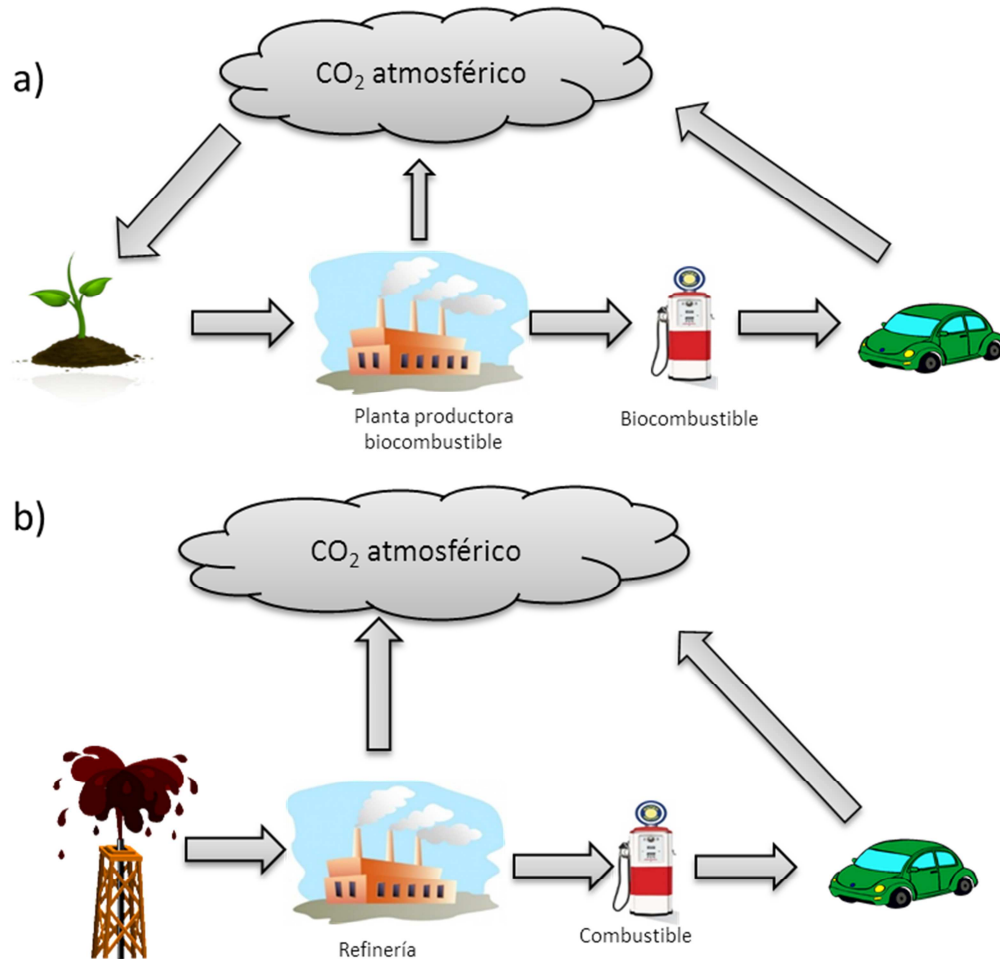 a)
CO₂ atmosférico
Planta productora
biocombustible
Biocombustible
b)
CO₂ atmosférico
Refinería
Combustible